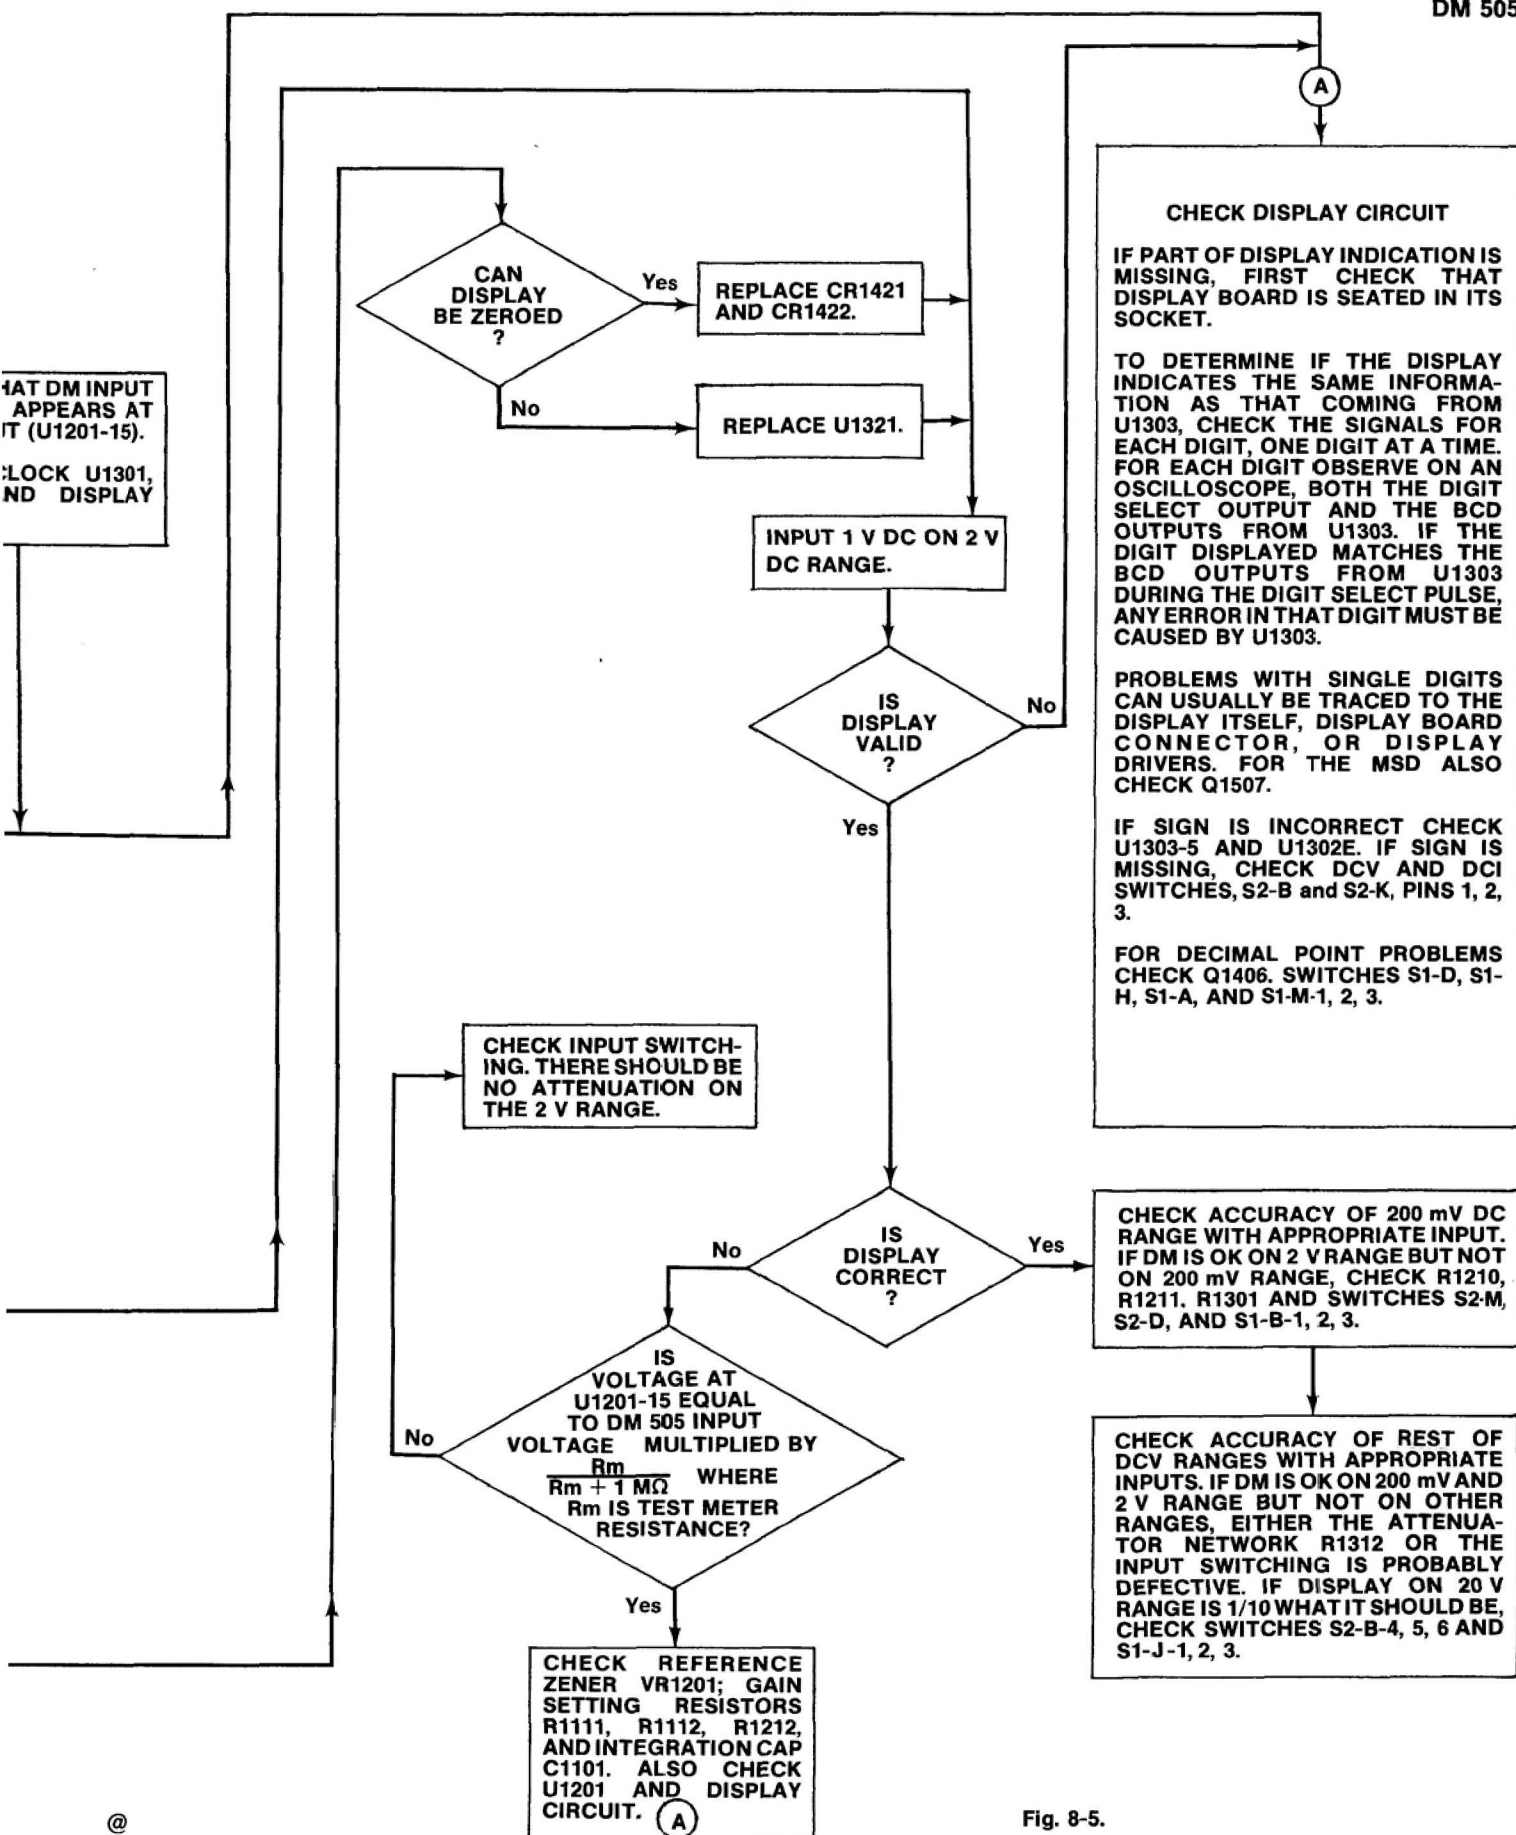 DM 505
A
CHECK DISPLAY CIRCUIT
IF PART OF DISPLAY INDICATION IS
MISSING, FIRST CHECK THAT
DISPLAY BOARD IS SEATED IN ITS
SOCKET.
TO DETERMINE IF THE DISPLAY
INDICATES THE SAME INFORMA-
TION AS THAT COMING FROM
U1303, CHECK THE SIGNALS FOR
EACH DIGIT, ONE DIGIT AT A TIME.
FOR EACH DIGIT OBSERVE ON AN
OSCILLOSCOPE, BOTH THE DIGIT
SELECT OUTPUT AND THE BCD
OUTPUTS FROM U1303. IF THE
DIGIT DISPLAYED MATCHES THE
BCD OUTPUTS FROM U1303
DURING THE DIGIT SELECT PULSE,
ANY ERROR IN THAT DIGIT MUST BE
CAUSED BY U1303.
PROBLEMS WITH SINGLE DIGITS
CAN USUALLY BE TRACED TO THE
DISPLAY ITSELF, DISPLAY BOARD
CONNECTOR, OR DISPLAY
DRIVERS. FOR THE MSD ALSO
CHECK Q1507.
IF SIGN IS INCORRECT CHECK
U1303-5 AND U1302E. IF SIGN IS
MISSING, CHECK DCV AND DCI
SWITCHES, S2-B and S2-K, PINS 1, 2,
3.
FOR DECIMAL POINT PROBLEMS
CHECK Q1406. SWITCHES S1-D, S1-
H, S1-A, AND S1-M-1, 2, 3.
CAN
DISPLAY
BE ZEROED
?
Yes
REPLACE CR1421
AND CR1422.
No
REPLACE U1321.
HAT DM INPUT
APPEARS AT
(U1201-15).
CLOCK U1301,
DISPLAY
INPUT 1 V DC ON 2 V
DC RANGE.
IS
DISPLAY
VALID
?
No
Yes
CHECK INPUT SWITCH-
ING. THERE SHOULD BE
NO ATTENUATION ON
THE 2 V RANGE.
IS
DISPLAY
CORRECT
?
No
Yes
CHECK ACCURACY OF 200 mV DC
RANGE WITH APPROPRIATE INPUT.
IF DM IS OK ON 2 V RANGE BUT NOT
ON 200 mV RANGE, CHECK R1210,
R1211. R1301 AND SWITCHES S2-M,
S2-D, AND S1-B-1, 2, 3.
IS
VOLTAGE AT
U1201-15 EQUAL
TO DM 505 INPUT
VOLTAGE MULTIPLIED BY
Rm
Rm + 1 MΩ WHERE
Rm IS TEST METER
RESISTANCE?
No
Yes
CHECK ACCURACY OF REST OF
DCV RANGES WITH APPROPRIATE
INPUTS. IF DM IS OK ON 200 mV AND
2 V RANGE BUT NOT ON OTHER
RANGES, EITHER THE ATTENUA-
TOR NETWORK R1312 OR THE
INPUT SWITCHING IS PROBABLY
DEFECTIVE. IF DISPLAY ON 20 V
RANGE IS 1/10 WHAT IT SHOULD BE,
CHECK SWITCHES S2-B-4, 5, 6 AND
S1-J-1, 2, 3.
CHECK REFERENCE
ZENER VR1201; GAIN
SETTING RESISTORS
R1111, R1112, R1212,
AND INTEGRATION CAP
C1101. ALSO CHECK
U1201 AND DISPLAY
CIRCUIT. A
@
Fig. 8-5.